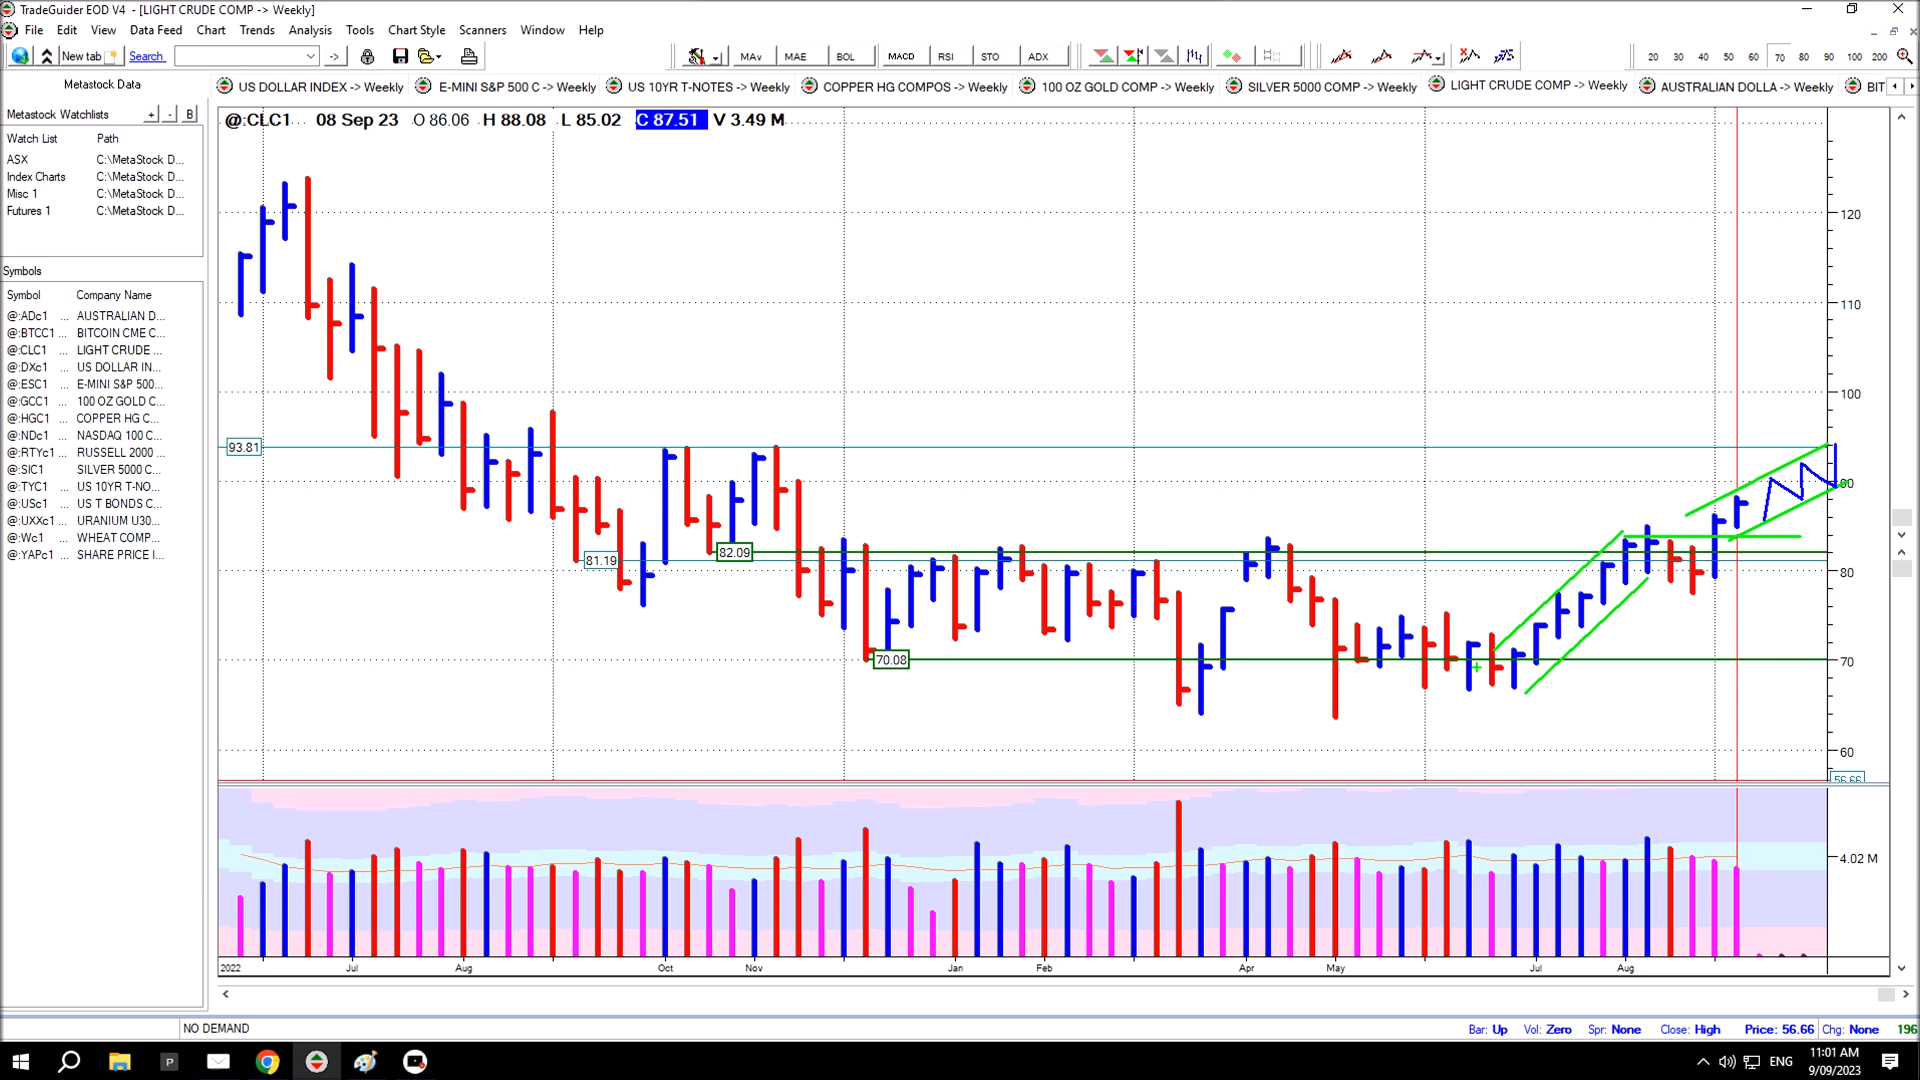 TradeGuider EOD V4 - [LIGHT CRUDE COMP -> Weekly]
File Edit View Data Feed Chart Trends Analysis Tools Chart Style Scanners Window Help
New tab Search -> MAv MAE BOL MACD RSI STO ADX 20 30 40 50 60 70 80 90 100 200
Metastock Data
US DOLLAR INDEX -> Weekly E-MINI S&P 500 C -> Weekly US 10YR T-NOTES -> Weekly COPPER HG COMPOS -> Weekly 100 OZ GOLD COMP -> Weekly SILVER 5000 COMP -> Weekly LIGHT CRUDE COMP -> Weekly AUSTRALIAN DOLLA -> Weekly BIT
Metastock Watchlists + - B
Watch List Path
ASX C:\MetaStock D...
Index Charts C:\MetaStock D...
Misc 1 C:\MetaStock D...
Futures 1 C:\MetaStock D...
Symbols
Symbol Company Name
@:ADc1 ... AUSTRALIAN D...
@:BTCC1 ... BITCOIN CME C...
@:CLC1 ... LIGHT CRUDE ...
@:DXc1 ... US DOLLAR IN...
@:ESC1 ... E-MINI S&P 500...
@:GCC1 ... 100 OZ GOLD C...
@:HGC1 ... COPPER HG C...
@:NDc1 ... NASDAQ 100 C...
@:RTYc1 ... RUSSELL 2000 ...
@:SIC1 ... SILVER 5000 C...
@:TYC1 ... US 10YR T-NO...
@:USc1 ... US T BONDS C...
@:UXXc1 ... URANIUM U30...
@:Wc1 ... WHEAT COMP...
@:YAPc1 ... SHARE PRICE I...
@:CLC1 08 Sep 23 O 86.06 H 88.08 L 85.02 C 87.51 V 3.49 M
120
110
100
93.81
90
82.09
81.19
80
70.08
70
60
56.66
4.02 M
2022 Jul Aug Oct Nov Jan Feb Apr May Jul Aug
NO DEMAND Bar: Up Vol: Zero Spr: None Close: High Price: 56.66 Chg: None 196
P ENG 11:01 AM
9/09/2023